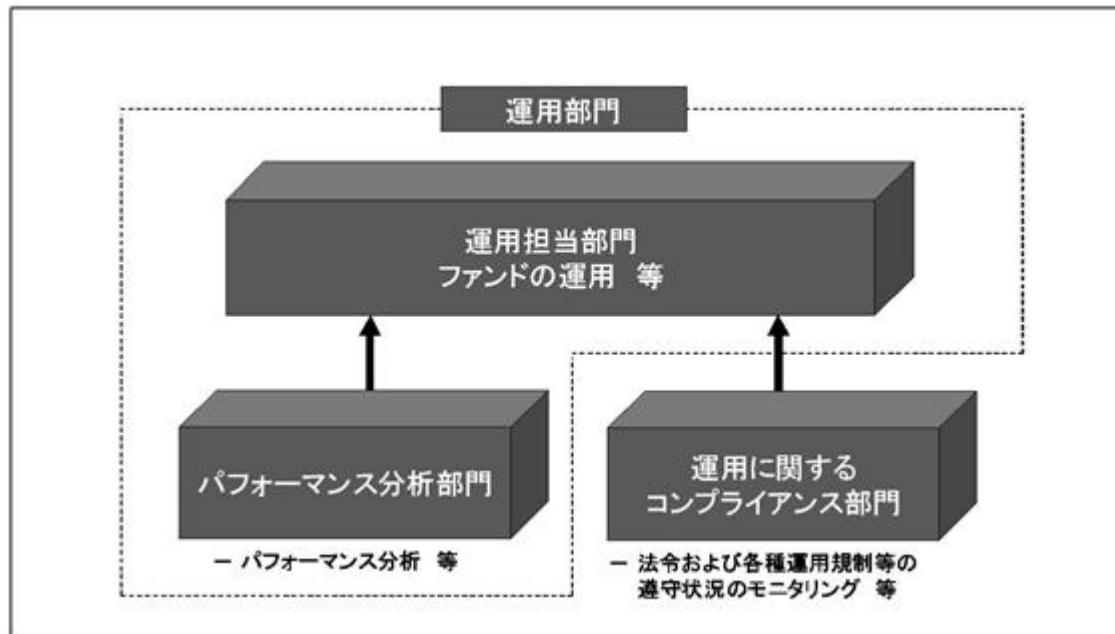 運用部門
運用担当部門
ファンドの運用　等
パフォーマンス分析部門
－ パフォーマンス分析　等
運用に関する
コンプライアンス部門
－ 法令および各種運用規制等の
遵守状況のモニタリング　等